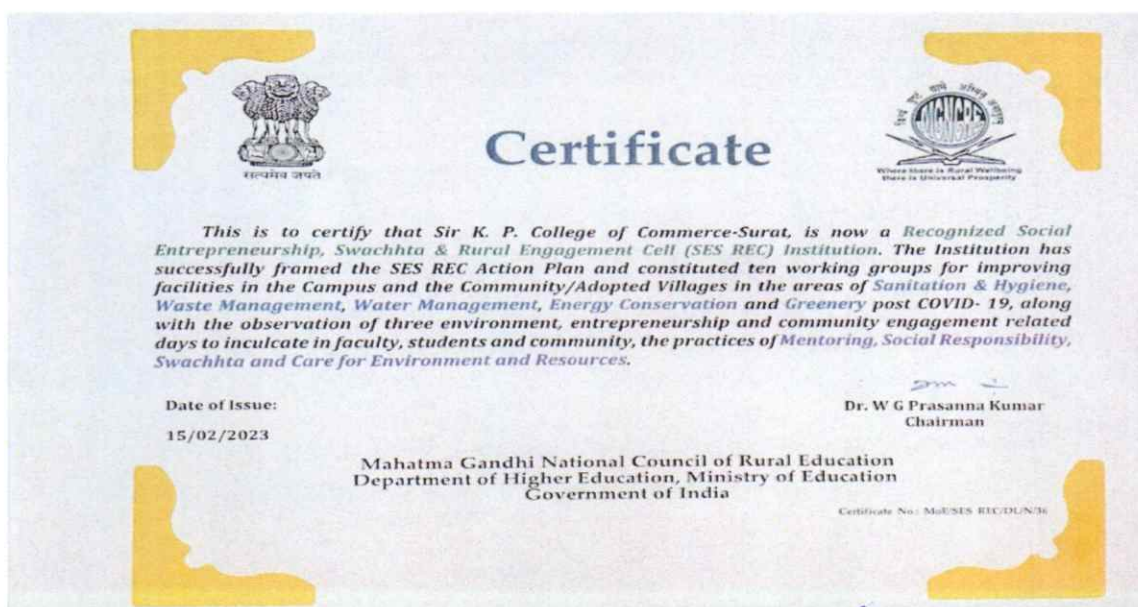 सत्यमेव जयते
MGNCRE
Where there is Rural Wellbeing
there is Universal Prosperity
Certificate
This is to certify that Sir K. P. College of Commerce-Surat, is now a Recognized Social
Entrepreneurship, Swachhta & Rural Engagement Cell (SES REC) Institution. The Institution has
successfully framed the SES REC Action Plan and constituted ten working groups for improving
facilities in the Campus and the Community/Adopted Villages in the areas of Sanitation & Hygiene,
Waste Management, Water Management, Energy Conservation and Greenery post COVID- 19, along
with the observation of three environment, entrepreneurship and community engagement related
days to inculcate in faculty, students and community, the practices of Mentoring, Social Responsibility,
Swachhta and Care for Environment and Resources.
Date of Issue:
15/02/2023
Dr. W G Prasanna Kumar
Chairman
Mahatma Gandhi National Council of Rural Education
Department of Higher Education, Ministry of Education
Government of India
Certificate No.: MoE/SES REC/DL/N/36